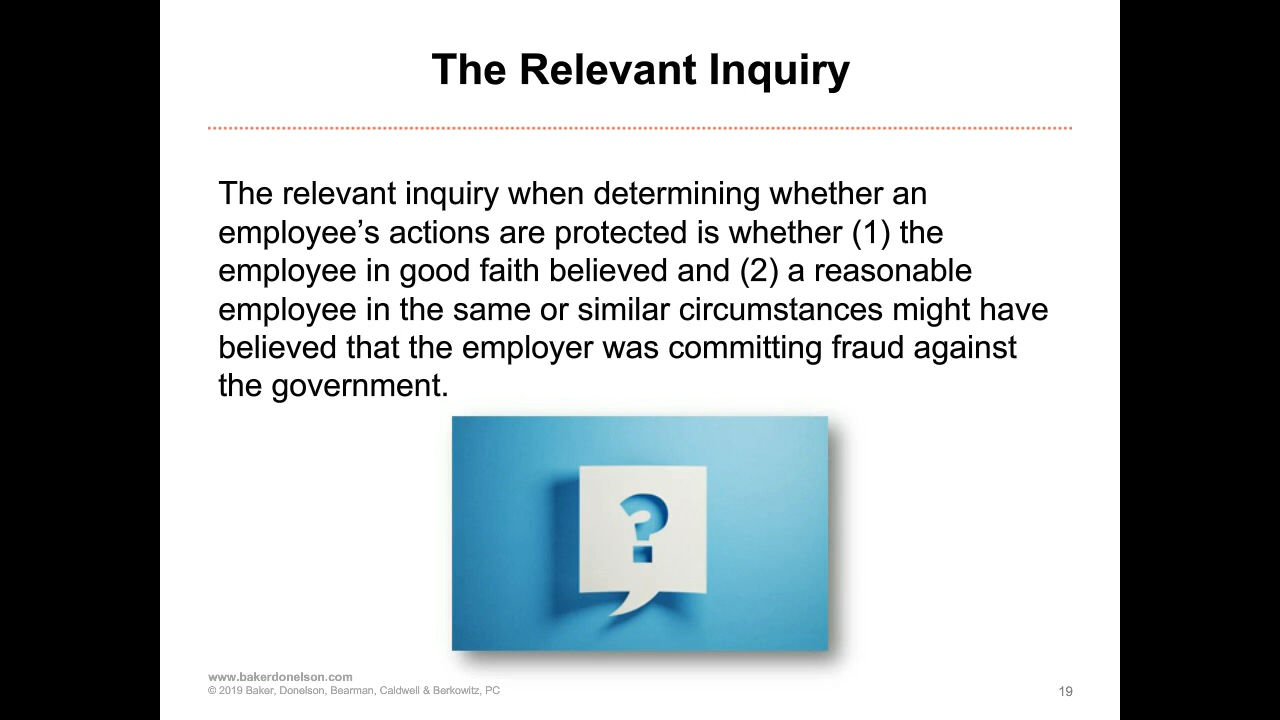 The Relevant Inquiry
The relevant inquiry when determining whether an
employee’s actions are protected is whether (1) the
employee in good faith believed and (2) a reasonable
employee in the same or similar circumstances might have
believed that the employer was committing fraud against
the government.
?
www.bakerdonelson.com
© 2019 Baker, Donelson, Bearman, Caldwell & Berkowitz, PC
19